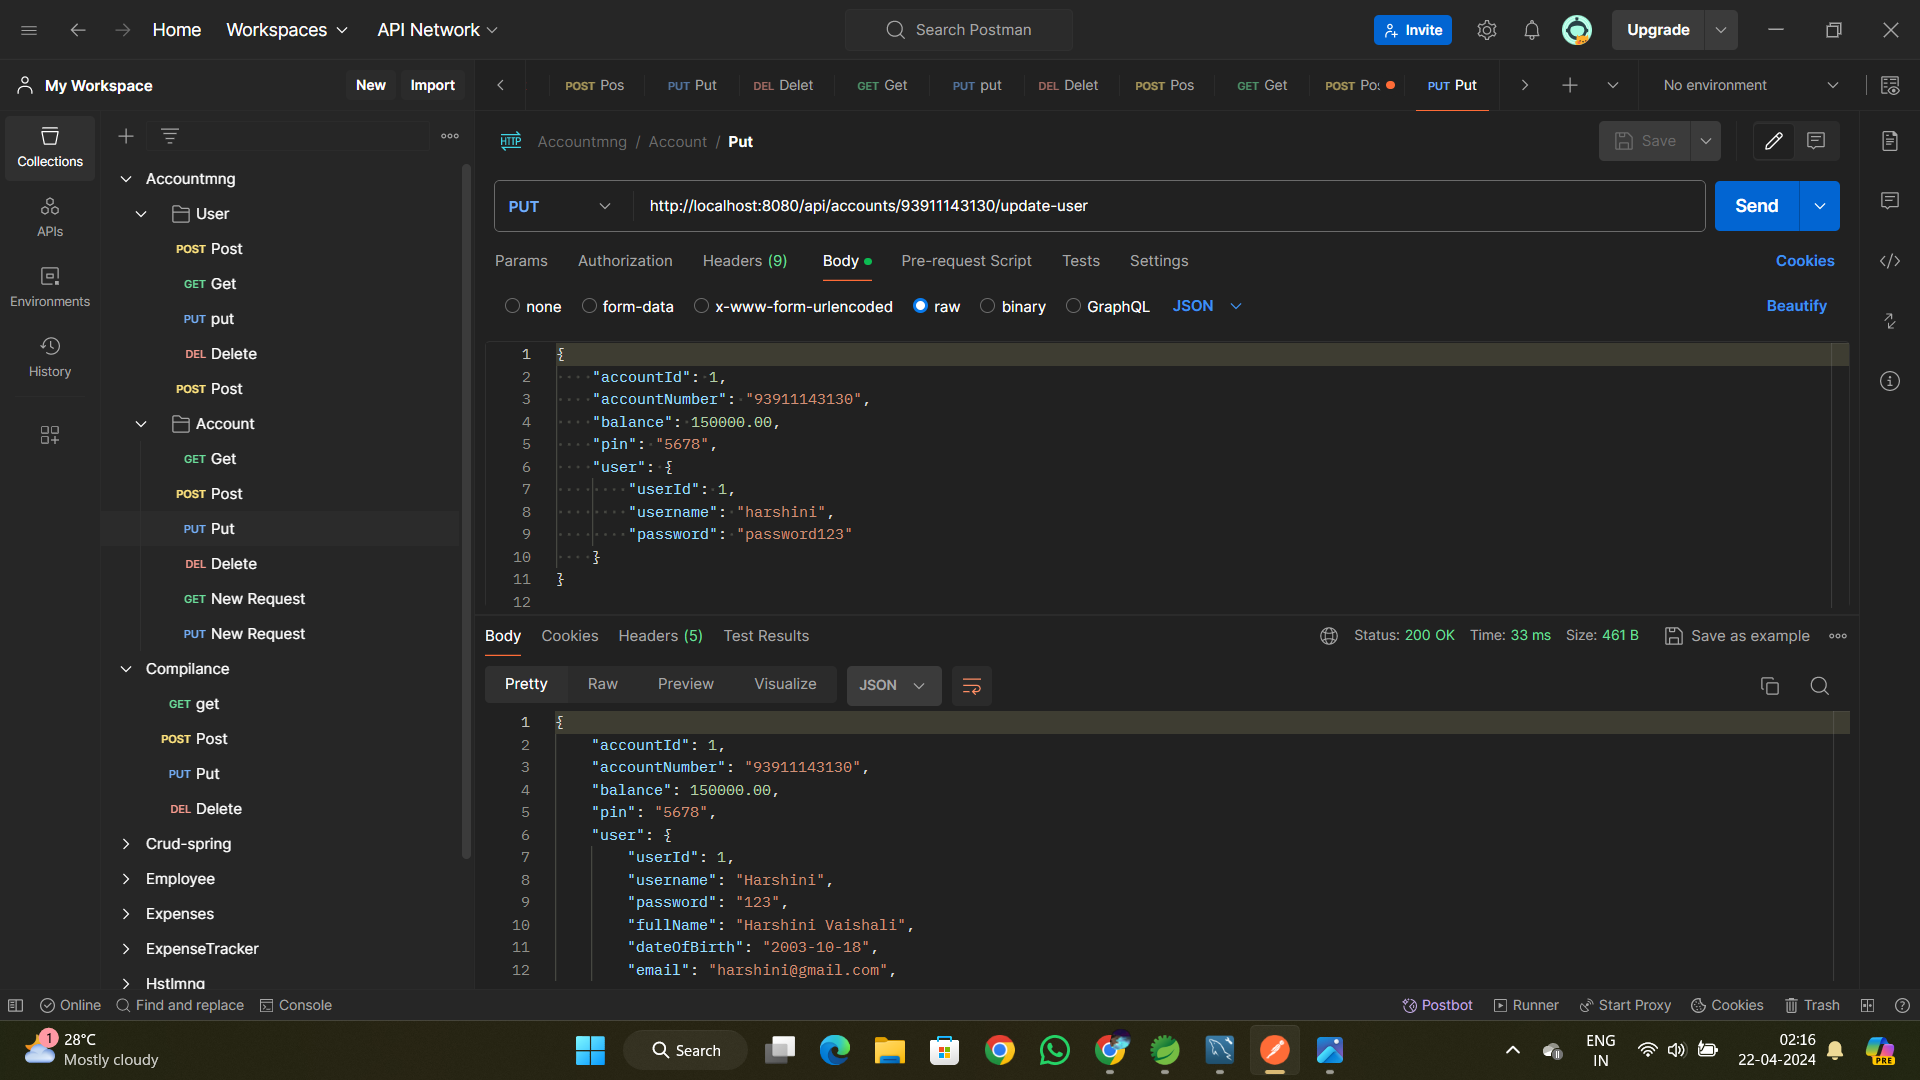 Home Workspaces API Network Search Postman Invite Upgrade
My Workspace New Import
POST Pos PUT Put DEL Delet GET Get PUT put DEL Delet POST Pos GET Get POST Pos PUT Put No environment
Collections
APIs
Environments
History
Accountmng
User
POST Post
GET Get
PUT put
DEL Delete
POST Post
Account
GET Get
POST Post
PUT Put
DEL Delete
GET New Request
PUT New Request
Compilance
GET get
POST Post
PUT Put
DEL Delete
Crud-spring
Employee
Expenses
ExpenseTracker
Hstlmng
HTTP Accountmng / Account / Put Save
PUT http://localhost:8080/api/accounts/93911143130/update-user Send
Params Authorization Headers (9) Body Pre-request Script Tests Settings Cookies
none form-data x-www-form-urlencoded raw binary GraphQL JSON Beautify
1 {
2 "accountId": 1,
3 "accountNumber": "93911143130",
4 "balance": 150000.00,
5 "pin": "5678",
6 "user": {
7 "userId": 1,
8 "username": "harshini",
9 "password": "password123"
10 }
11 }
12
Body Cookies Headers (5) Test Results Status: 200 OK Time: 33 ms Size: 461 B Save as example
Pretty Raw Preview Visualize JSON
1 {
2 "accountId": 1,
3 "accountNumber": "93911143130",
4 "balance": 150000.00,
5 "pin": "5678",
6 "user": {
7 "userId": 1,
8 "username": "Harshini",
9 "password": "123",
10 "fullName": "Harshini Vaishali",
11 "dateOfBirth": "2003-10-18",
12 "email": "harshini@gmail.com",
Online Find and replace Console Postbot Runner Start Proxy Cookies Trash
1 28°C
Mostly cloudy
Search
ENG
IN
02:16
22-04-2024
PRE